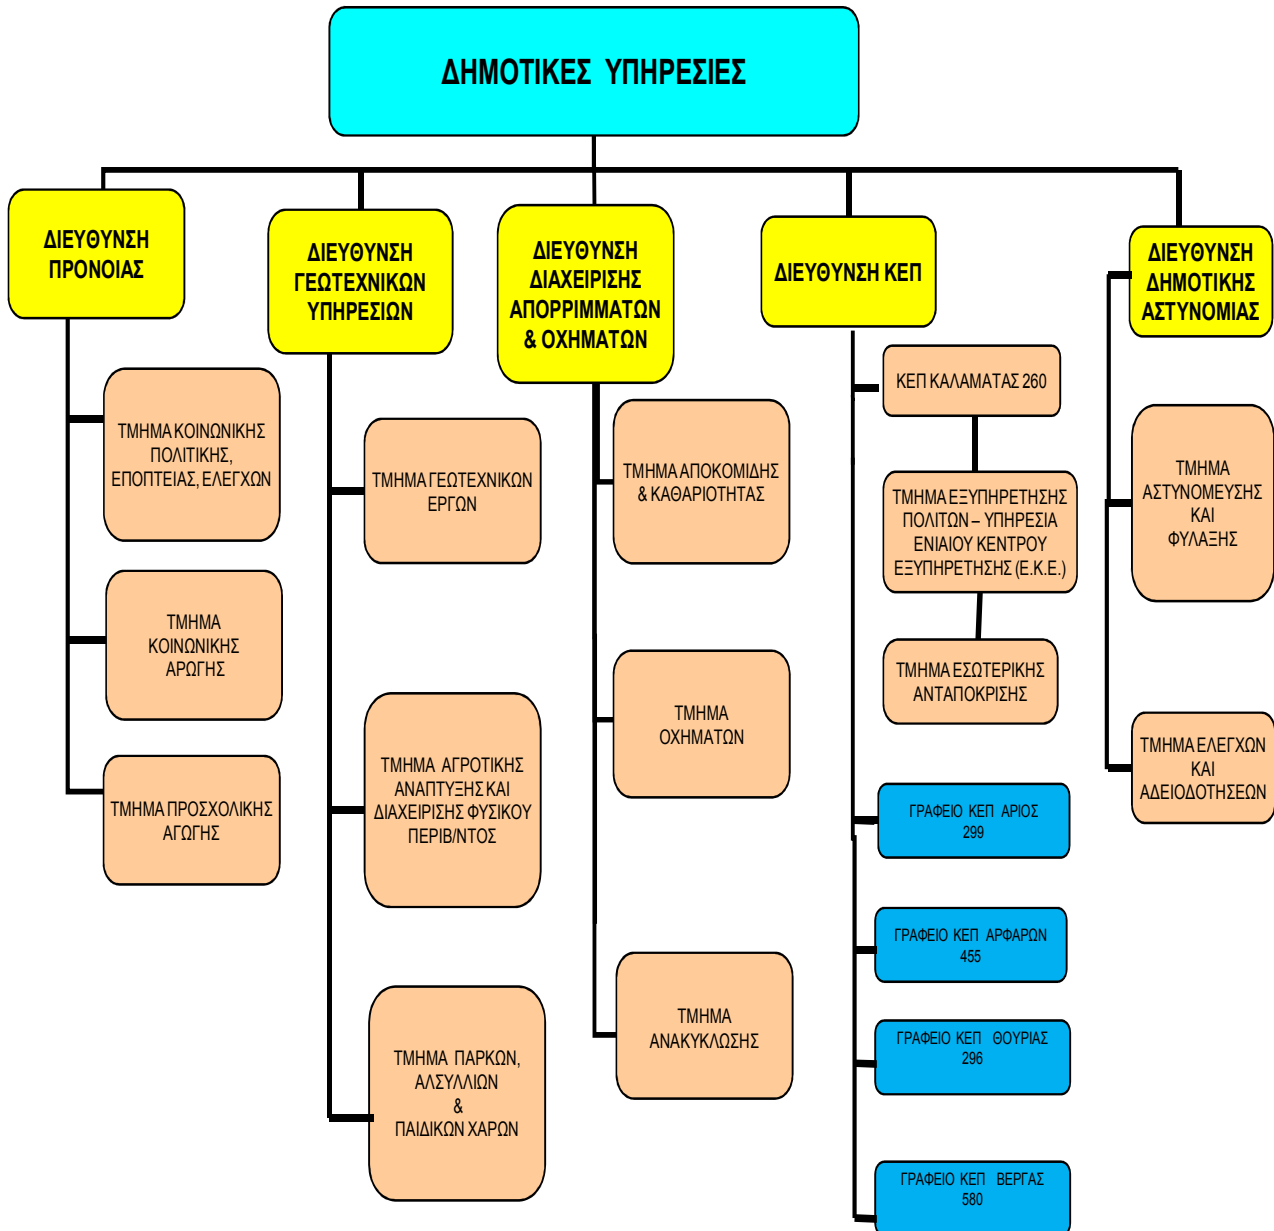 ΔΗΜΟΤΙΚΕΣ ΥΠΗΡΕΣΙΕΣ
ΔΙΕΥΘΥΝΣΗ
ΠΡΟΝΟΙΑΣ
ΤΜΗΜΑ ΚΟΙΝΩΝΙΚΗΣ
ΠΟΛΙΤΙΚΗΣ,
ΕΠΟΠΤΕΙΑΣ, ΕΛΕΓΧΩΝ
ΤΜΗΜΑ
ΚΟΙΝΩΝΙΚΗΣ
ΑΡΩΓΗΣ
ΤΜΗΜΑ ΠΡΟΣΧΟΛΙΚΗΣ
ΑΓΩΓΗΣ
ΔΙΕΥΘΥΝΣΗ
ΓΕΩΤΕΧΝΙΚΩΝ
ΥΠΗΡΕΣΙΩΝ
ΤΜΗΜΑ ΓΕΩΤΕΧΝΙΚΩΝ
ΕΡΓΩΝ
ΤΜΗΜΑ ΑΓΡΟΤΙΚΗΣ
ΑΝΑΠΤΥΞΗΣ ΚΑΙ
ΔΙΑΧΕΙΡΙΣΗΣ ΦΥΣΙΚΟΥ
ΠΕΡΙΒ/ΝΤΟΣ
ΤΜΗΜΑ ΠΑΡΚΩΝ,
ΑΛΣΥΛΛΙΩΝ
&
ΠΑΙΔΙΚΩΝ ΧΑΡΩΝ
ΔΙΕΥΘΥΝΣΗ
ΔΙΑΧΕΙΡΙΣΗΣ
ΑΠΟΡΡΙΜΜΑΤΩΝ
& ΟΧΗΜΑΤΩΝ
ΤΜΗΜΑ ΑΠΟΚΟΜΙΔΗΣ
& ΚΑΘΑΡΙΟΤΗΤΑΣ
ΤΜΗΜΑ
ΟΧΗΜΑΤΩΝ
ΤΜΗΜΑ
ΑΝΑΚΥΚΛΩΣΗΣ
ΔΙΕΥΘΥΝΣΗ ΚΕΠ
ΚΕΠ ΚΑΛΑΜΑΤΑΣ 260
ΤΜΗΜΑ ΕΞΥΠΗΡΕΤΗΣΗΣ
ΠΟΛΙΤΩΝ – ΥΠΗΡΕΣΙΑ
ΕΝΙΑΙΟΥ ΚΕΝΤΡΟΥ
ΕΞΥΠΗΡΕΤΗΣΗΣ (Ε.Κ.Ε.)
ΤΜΗΜΑ ΕΣΩΤΕΡΙΚΗΣ
ΑΝΤΑΠΟΚΡΙΣΗΣ
ΓΡΑΦΕΙΟ ΚΕΠ ΑΡΙΟΣ
299
ΓΡΑΦΕΙΟ ΚΕΠ ΑΡΦΑΡΩΝ
455
ΓΡΑΦΕΙΟ ΚΕΠ ΘΟΥΡΙΑΣ
296
ΓΡΑΦΕΙΟ ΚΕΠ ΒΕΡΓΑΣ
580
ΔΙΕΥΘΥΝΣΗ
ΔΗΜΟΤΙΚΗΣ
ΑΣΤΥΝΟΜΙΑΣ
ΤΜΗΜΑ
ΑΣΤΥΝΟΜΕΥΣΗΣ
ΚΑΙ
ΦΥΛΑΞΗΣ
ΤΜΗΜΑ ΕΛΕΓΧΩΝ
ΚΑΙ
ΑΔΕΙΟΔΟΤΗΣΕΩΝ